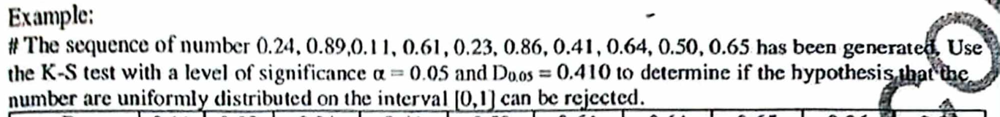 Example:
# The sequence of number 0.24, 0.89,0.11, 0.61, 0.23, 0.86, 0.41, 0.64, 0.50, 0.65 has been generated. Use
the K-S test with a level of significance α = 0.05 and D0.05 = 0.410 to determine if the hypothesis that the
number are uniformly distributed on the interval [0,1] can be rejected.